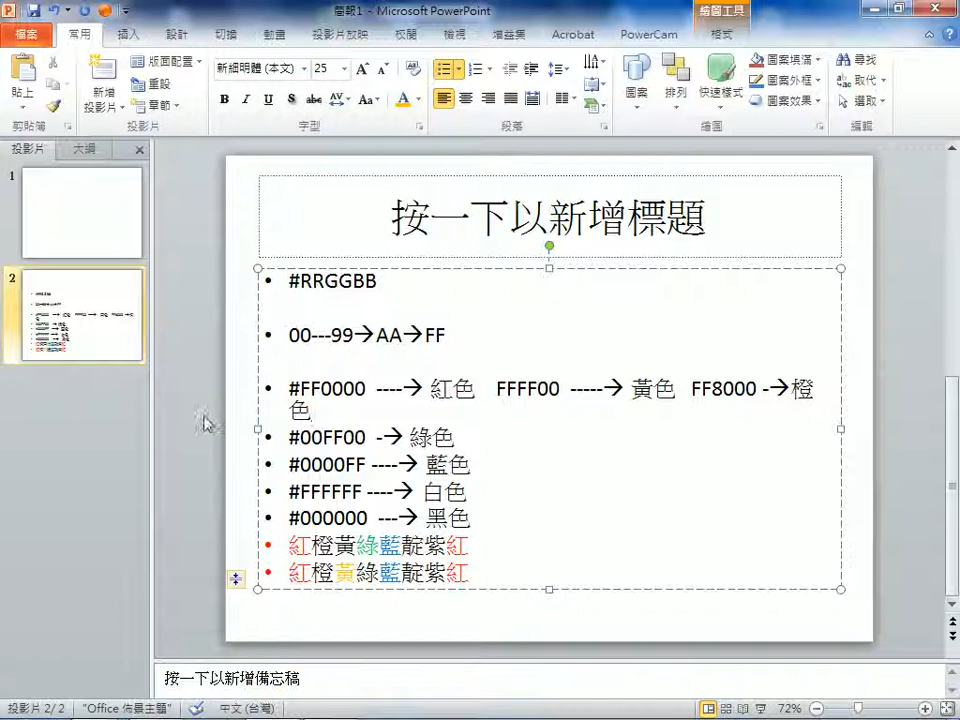 簡報1 - Microsoft PowerPoint
繪圖工具
檔案 常用 插入 設計 切換 動畫 投影片放映 校閱 檢視 增益集 Acrobat PowerCam 格式
貼上
新增
投影片
版面配置
重設
章節
新細明體 (本文) 25
B I U S abc AV Aa A
圖案
排列
快速樣式
圖案填滿
圖案外框
圖案效果
尋找
取代
選取
剪貼簿 投影片 字型 段落 繪圖 編輯
投影片 大綱
1
2
按一下以新增標題
• #RRGGBB
• 00---99→AA→FF
• #FF0000 ----→ 紅色 FFFF00 -----→ 黃色 FF8000 -→橙
色
• #00FF00 -→ 綠色
• #0000FF ----→ 藍色
• #FFFFFF ----→ 白色
• #000000 ---→ 黑色
• 紅橙黃綠藍靛紫紅
• 紅橙黃綠藍靛紫紅
按一下以新增備忘稿
投影片 2/2 "Office 佈景主題" 中文 (台灣) 72%